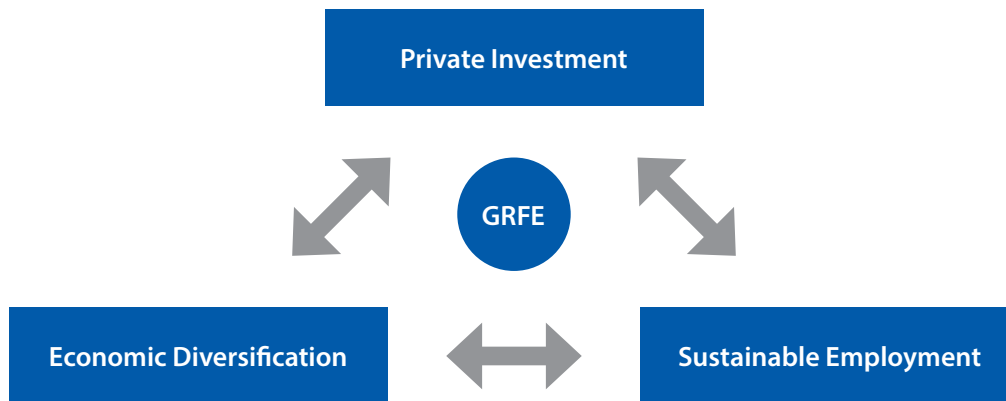 Private Investment
GRFE
Economic Diversification
Sustainable Employment